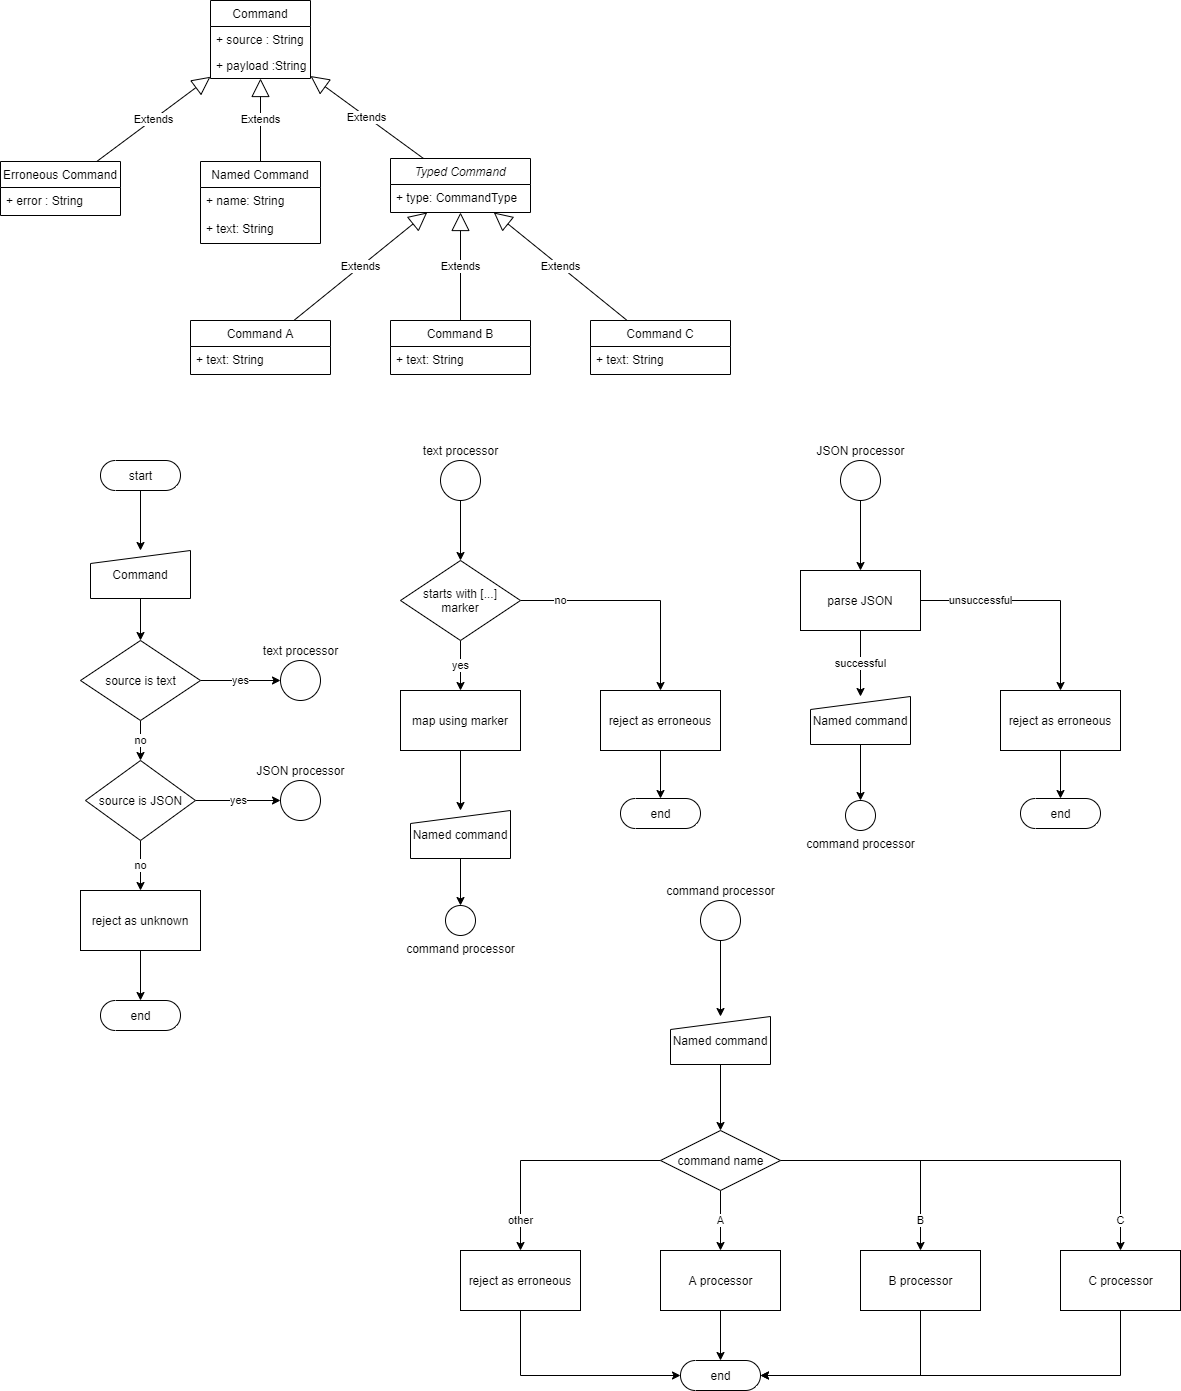 Command
+ source : String
+ payload :String
Extends
Extends
Extends
Erroneous Command
+ error : String
Named Command
+ name: String
+ text: String
Typed Command
+ type: CommandType
Extends
Extends
Extends
Command A
+ text: String
Command B
+ text: String
Command C
+ text: String
start
Command
source is text
yes
text processor
no
source is JSON
yes
JSON processor
no
reject as unknown
end
text processor
starts with [...]
marker
no
yes
map using marker
reject as erroneous
Named command
end
command processor
JSON processor
parse JSON
unsuccessful
successful
Named command
reject as erroneous
command processor
end
command processor
Named command
command name
other
A
B
C
reject as erroneous
A processor
B processor
C processor
end